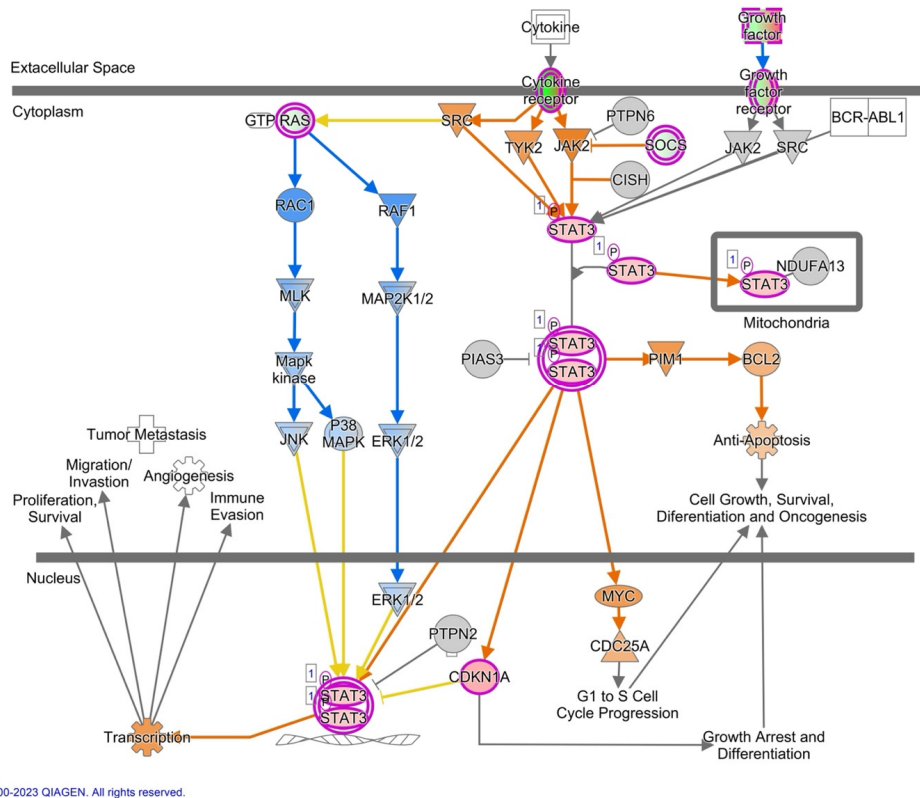 Cytokine
Growth
factor
Extacellular Space
Cytokine
receptor
Growth
factor
receptor
Cytoplasm
GTP
RAS
SRC
PTPN6
BCR-ABL1
TYK2
JAK2
SOCS
JAK2
SRC
CISH
RAC1
RAF1
1
P
STAT3
1
P
STAT3
1
P
STAT3
NDUFA13
Mitochondria
MLK
MAP2K1/2
1
P
STAT3
1
P
STAT3
PIAS3
PIM1
BCL2
Mapk
kinase
JNK
P38
MAPK
ERK1/2
Anti-Apoptosis
Tumor Metastasis
Migration/
Invastion
Angiogenesis
Proliferation,
Survival
Immune
Evasion
Cell Growth, Survival,
Diferentiation and Oncogenesis
Nucleus
ERK1/2
MYC
PTPN2
CDC25A
CDKN1A
1
P
STAT3
1
P
STAT3
G1 to S Cell
Cycle Progression
Transcription
Growth Arrest and
Differentiation
00-2023 QIAGEN. All rights reserved.